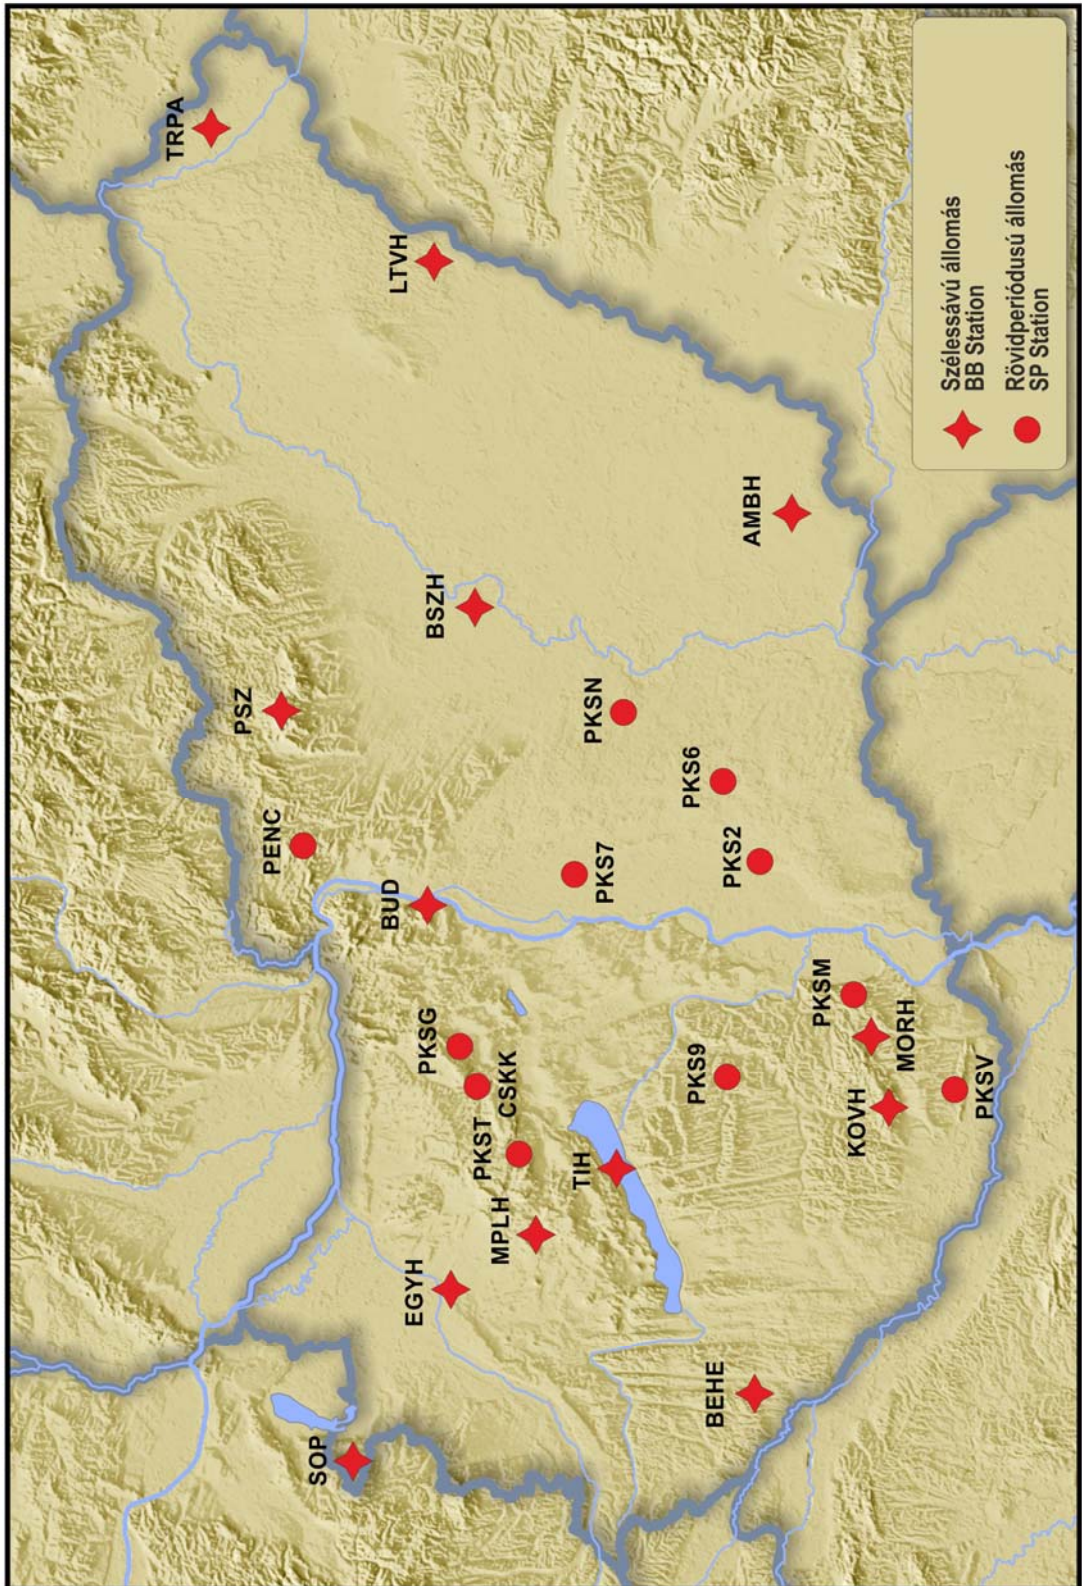 TRPA
LTVH
PSZ
BSZH
PENC
AMBH
BUD
PKSN
PKS7
PKS6
PKS2
SOP
EGYH
PKSG
CSKK
PKST
MPLH
TIH
PKS9
PKSM
MORH
KOVH
PKSV
BEHE
Szélessávú állomás
BB Station
Rövidperiódusú állomás
SP Station